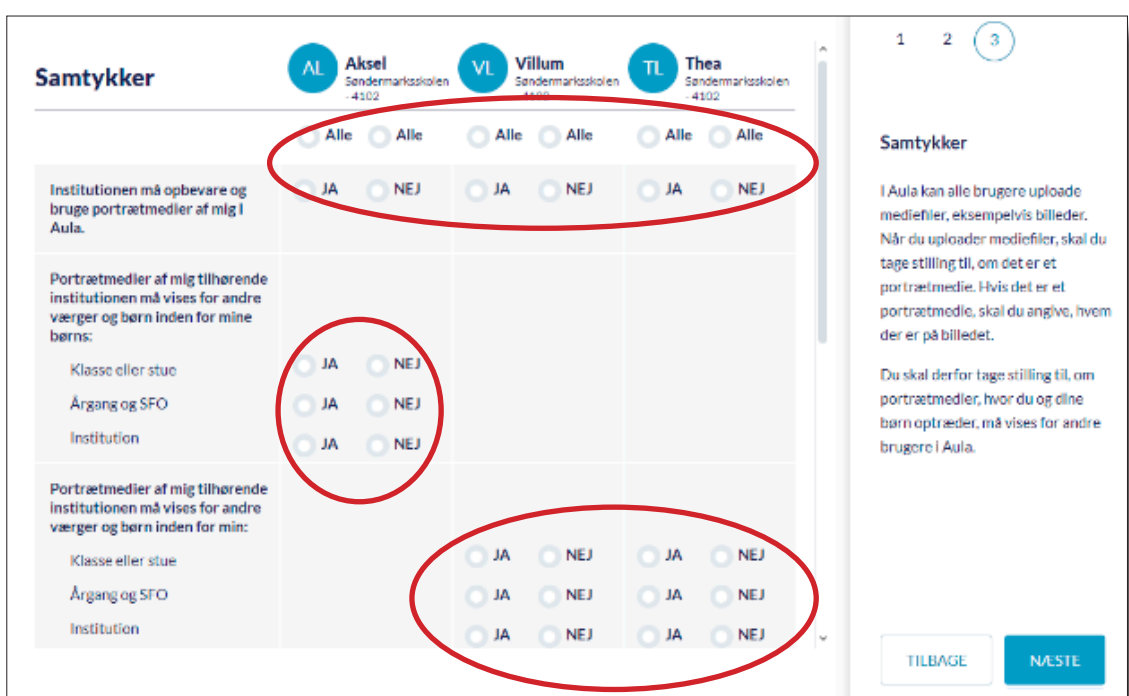 Samtykker
AL Aksel Søndermarksskolen - 4102
VL Villum Søndermarksskolen
TL Thea Søndermarksskolen - 4102
Alle Alle Alle Alle Alle Alle
Institutionen må opbevare og JA NEJ JA NEJ JA NEJ
bruge portrætmedier af mig i
Aula.
Portrætmedier af mig tilhørende
institutionen må vises for andre
værger og børn inden for mine
børns:
Klasse eller stue JA NEJ
Årgang og SFO JA NEJ
Institution JA NEJ
Portrætmedier af mig tilhørende
institutionen må vises for andre
værger og børn inden for min:
Klasse eller stue JA NEJ JA NEJ
Årgang og SFO JA NEJ JA NEJ
Institution JA NEJ JA NEJ
1 2 3
Samtykker
I Aula kan alle brugere uploade
mediefiler, eksempelvis billeder.
Når du uploader mediefiler, skal du
tage stilling til, om det er et
portrætmedie. Hvis det er et
portrætmedie, skal du angive, hvem
der er på billedet.
Du skal derfor tage stilling til, om
portrætmedier, hvor du og dine
børn optræder, må vises for andre
brugere i Aula.
TILBAGE NÆSTE